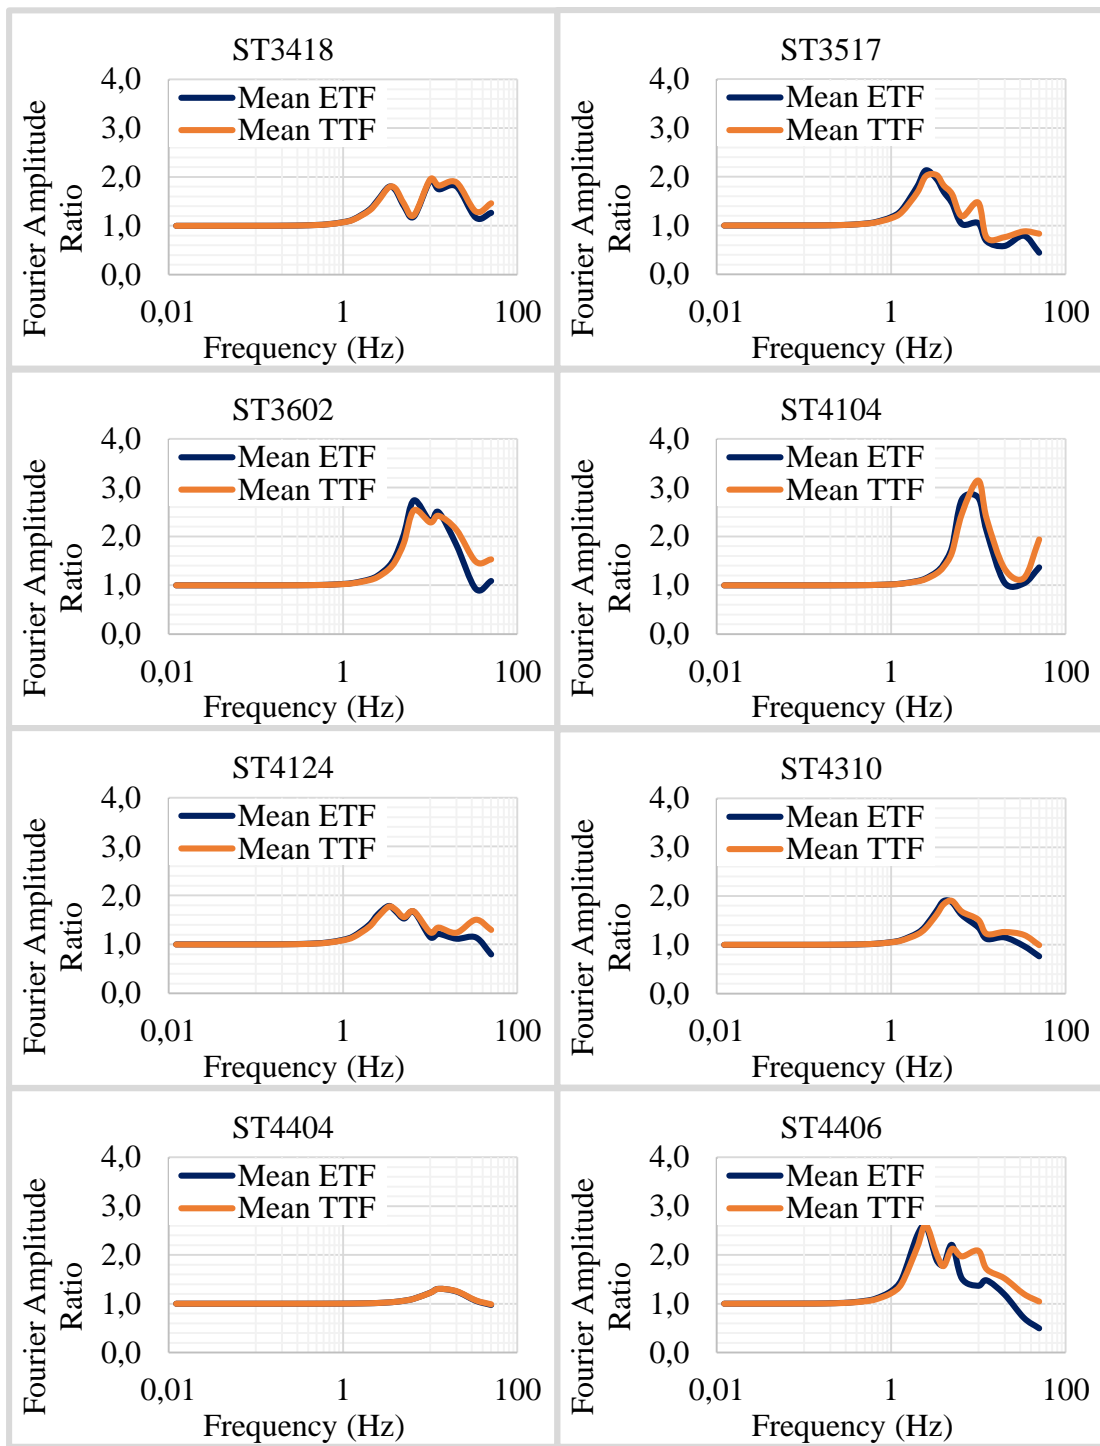 ST3418
4,0
3,0
2,0
1,0
0,0
Fourier Amplitude
Ratio
Mean ETF
Mean TTF
0,01 1 100
Frequency (Hz)
ST3517
4,0
3,0
2,0
1,0
0,0
Fourier Amplitude
Ratio
Mean ETF
Mean TTF
0,01 1 100
Frequency (Hz)
ST3602
4,0
3,0
2,0
1,0
0,0
Fourier Amplitude
Ratio
Mean ETF
Mean TTF
0,01 1 100
Frequency (Hz)
ST4104
4,0
3,0
2,0
1,0
0,0
Fourier Amplitude
Ratio
Mean ETF
Mean TTF
0,01 1 100
Frequency (Hz)
ST4124
4,0
3,0
2,0
1,0
0,0
Fourier Amplitude
Ratio
Mean ETF
Mean TTF
0,01 1 100
Frequency (Hz)
ST4310
4,0
3,0
2,0
1,0
0,0
Fourier Amplitude
Ratio
Mean ETF
Mean TTF
0,01 1 100
Frequency (Hz)
ST4404
4,0
3,0
2,0
1,0
0,0
Fourier Amplitude
Ratio
Mean ETF
Mean TTF
0,01 1 100
Frequency (Hz)
ST4406
4,0
3,0
2,0
1,0
0,0
Fourier Amplitude
Ratio
Mean ETF
Mean TTF
0,01 1 100
Frequency (Hz)